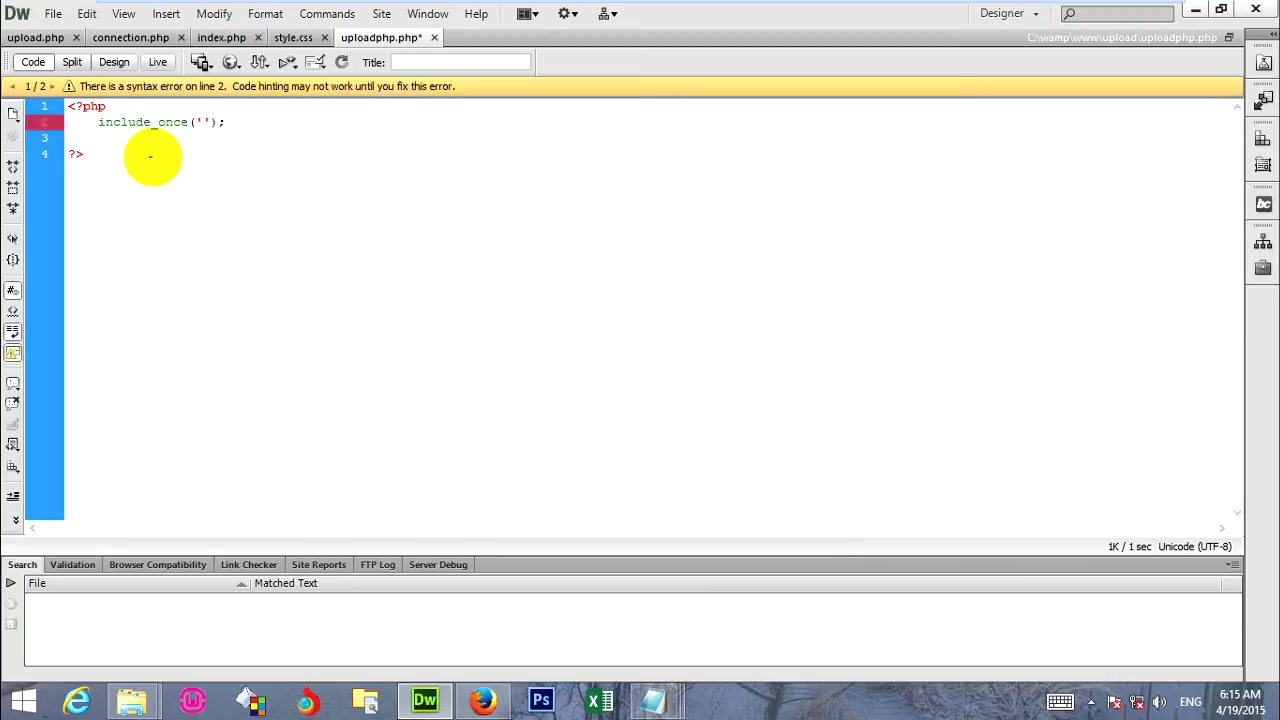 Dw File Edit View Insert Modify Format Commands Site Window Help Designer
upload.php × connection.php × index.php × style.css × uploadphp.php* × C:\wamp\www\upload\uploadphp.php
Code Split Design Live Title:
1 / 2 There is a syntax error on line 2. Code hinting may not work until you fix this error.
1 <?php
2 include_once('');
3
4 ?>
bc
1K / 1 sec Unicode (UTF-8)
Search Validation Browser Compatibility Link Checker Site Reports FTP Log Server Debug
File Matched Text
Dw Ps ENG 6:15 AM
4/19/2015